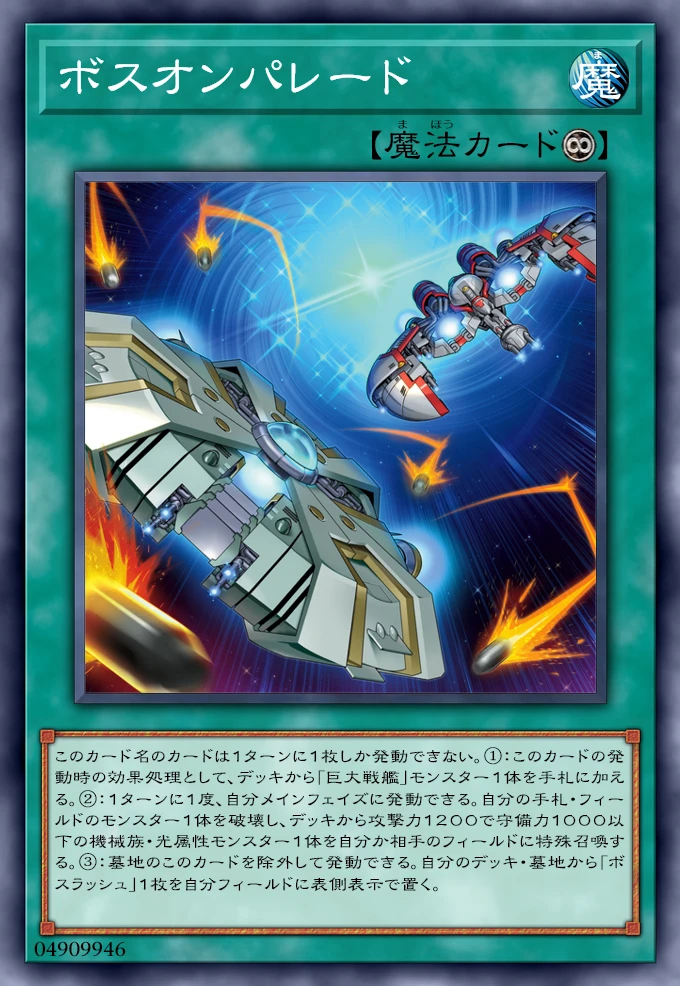 ボスオンパレード
ま
魔
ま ほう
【魔法カード】
このカード名のカードは1ターンに1枚しか発動できない。①:このカードの発
動時の効果処理として、デッキから「巨大戦艦」モンスター1体を手札に加え
る。②:1ターンに1度、自分メインフェイズに発動できる。自分の手札・フィー
ルドのモンスター1体を破壊し、デッキから攻撃力1200で守備力1000以
下の機械族・光属性モンスター1体を自分か相手のフィールドに特殊召喚す
る。③:墓地のこのカードを除外して発動できる。自分のデッキ・墓地から「ボ
スラッシュ」1枚を自分フィールドに表側表示で置く。
04909946